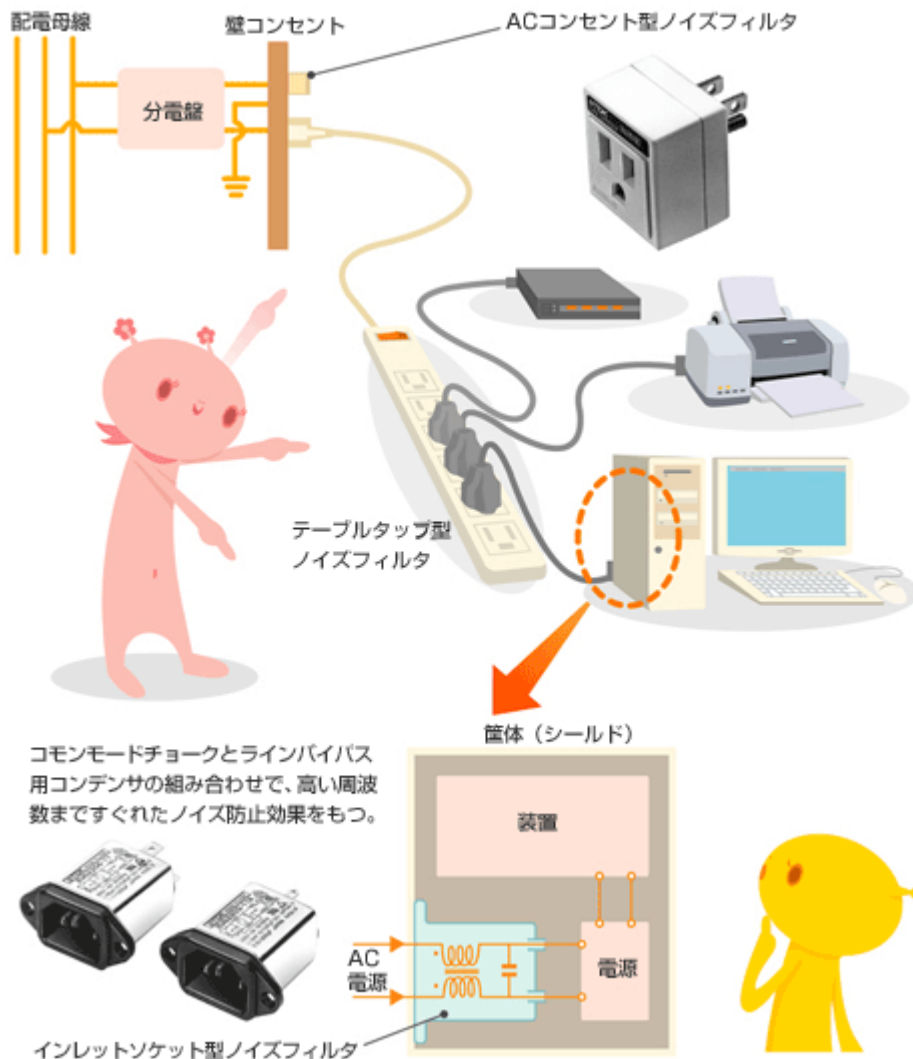 配電母線
壁コンセント
ACコンセント型ノイズフィルタ
分電盤
テーブルタップ型
ノイズフィルタ
筐体（シールド）
コモンモードチョークとラインバイパス
用コンデンサの組み合わせで、高い周波
数まですぐれたノイズ防止効果をもつ。
装置
AC
電源
電源
インレットソケット型ノイズフィルタ